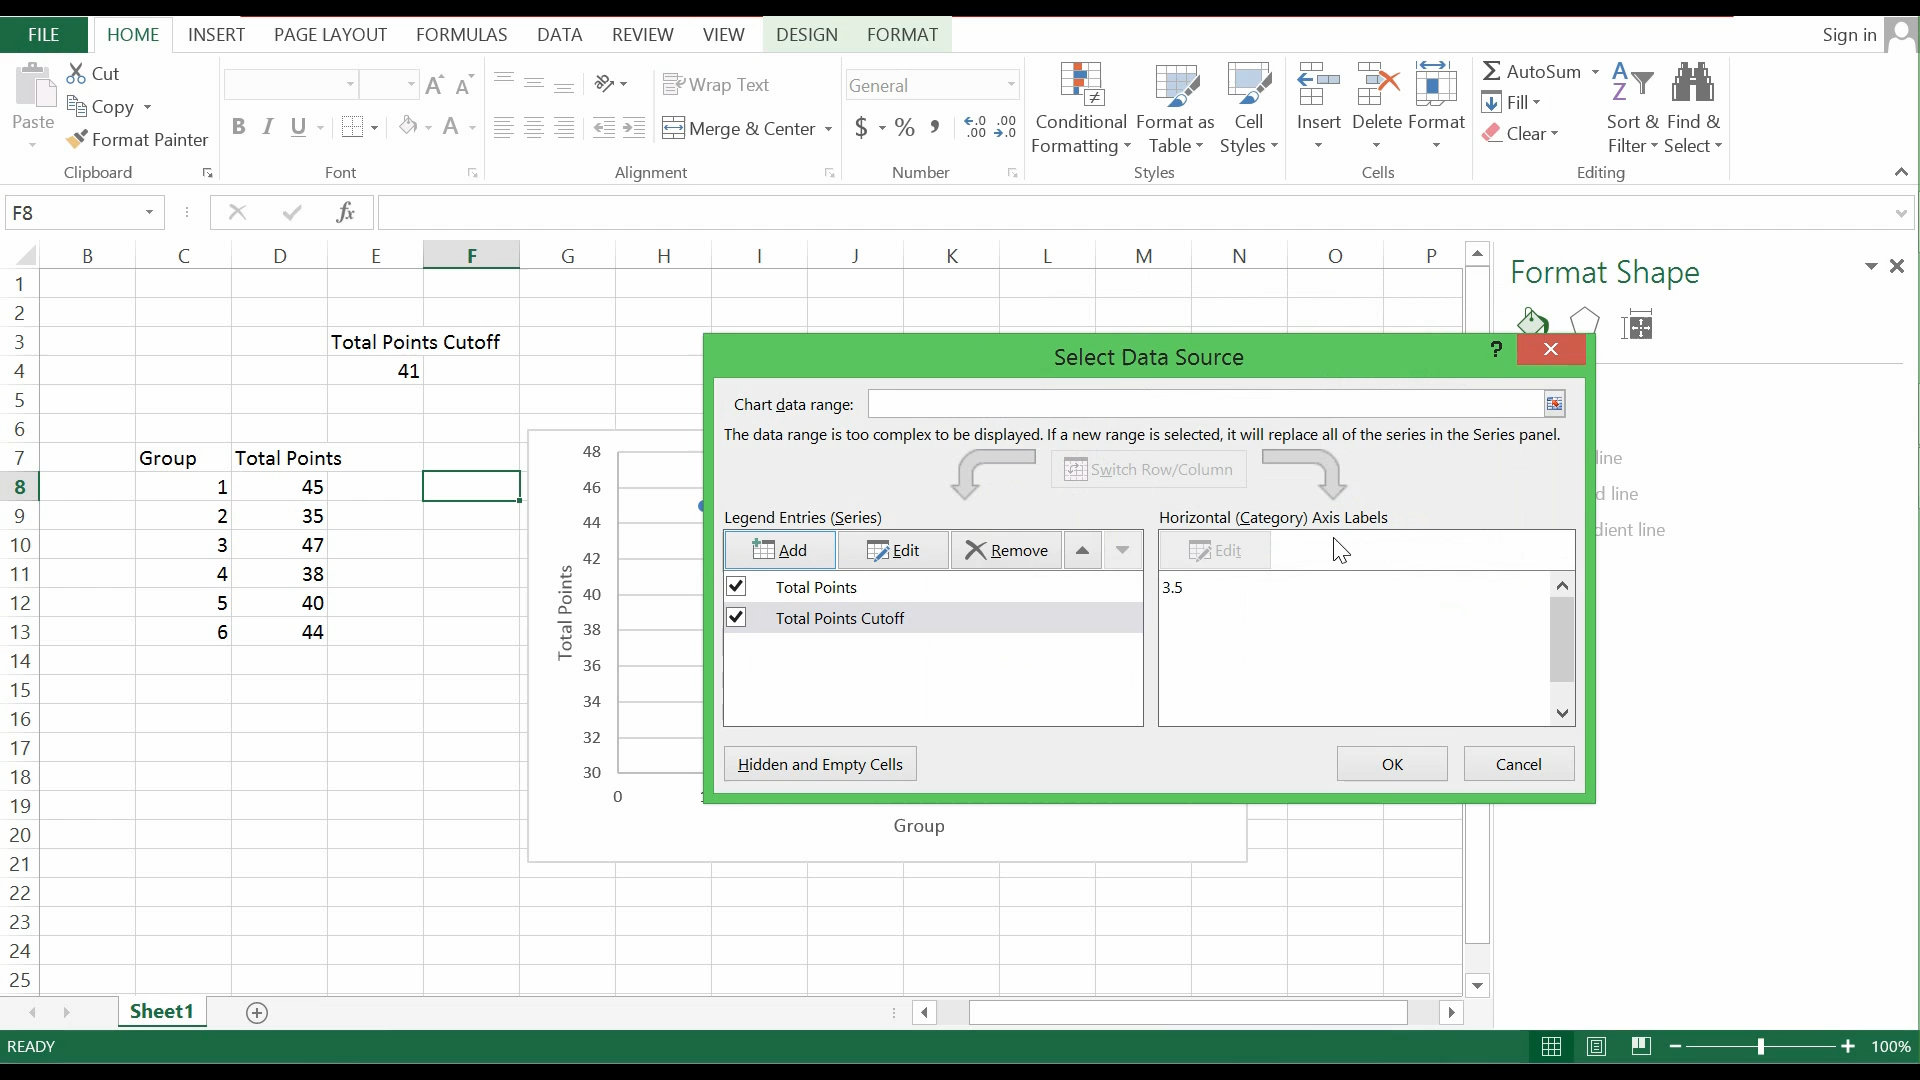 FILE HOME INSERT PAGE LAYOUT FORMULAS DATA REVIEW VIEW DESIGN FORMAT Sign in
Paste
Cut
Copy
Format Painter
Clipboard
B I U A
Font
Wrap Text
Merge & Center
Alignment
General
$ % , .00 .00
Number
Conditional Formatting
Format as Table
Cell Styles
Styles
Insert
Delete
Format
Cells
AutoSum
Fill
Clear
Sort & Filter
Find & Select
Editing
F8 fx
B C D E F G H I J K L M N O P
1
2
3 Total Points Cutoff
4 41
5
6
7 Group Total Points
8 1 45
9 2 35
10 3 47
11 4 38
12 5 40
13 6 44
14
15
16
17
18
19
20
21
22
23
24
25
48
46
44
42
40
38
36
34
32
30
Total Points
0
Group
Select Data Source ?
Chart data range:
The data range is too complex to be displayed. If a new range is selected, it will replace all of the series in the Series panel.
Switch Row/Column
Legend Entries (Series)
Add Edit Remove
Total Points
Total Points Cutoff
Horizontal (Category) Axis Labels
Edit
3.5
Hidden and Empty Cells OK Cancel
Format Shape
line
line
line
Sheet1
READY 100%